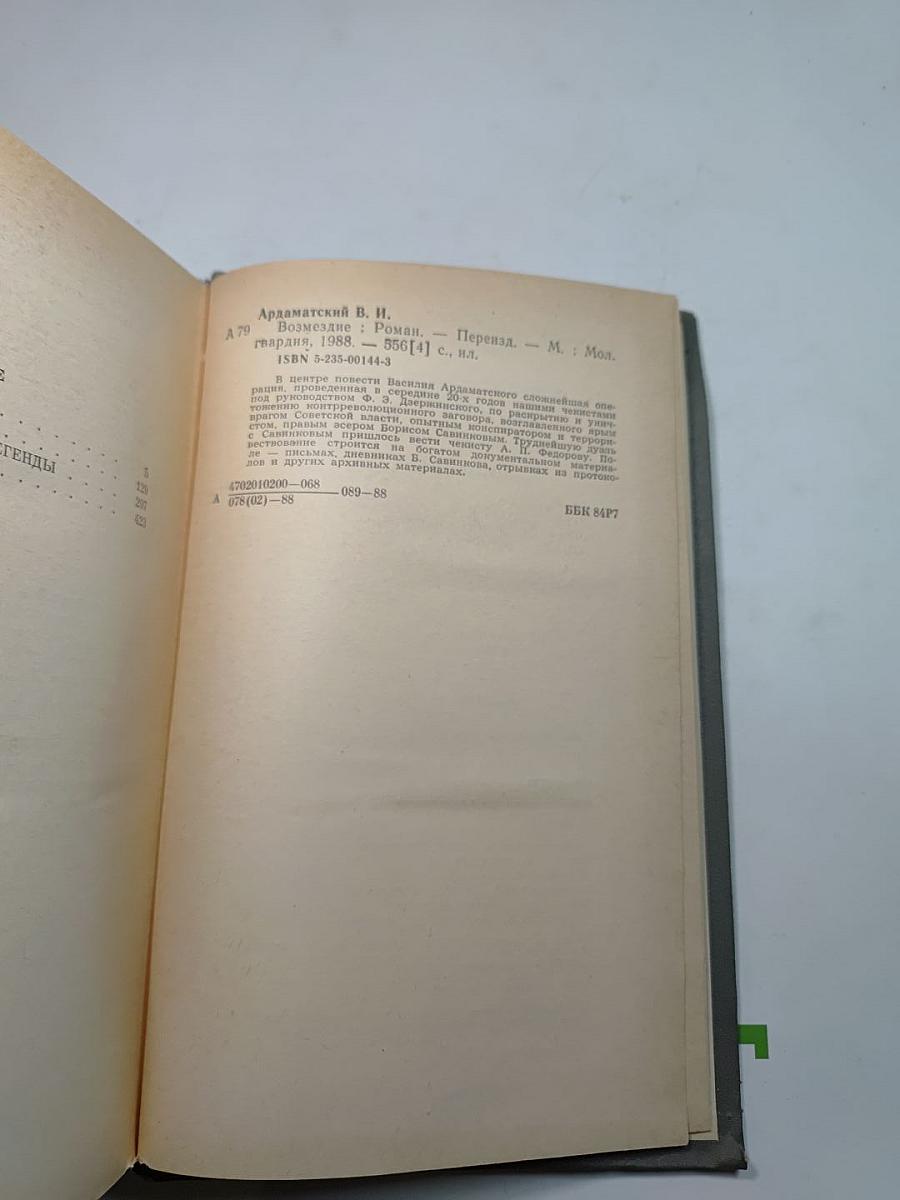 Е
ЕГЕНДЫ
5
120
297
423
Ардаматский В. И.
А 79 Возмездие : Роман. — Переизд. — М. : Мол.
гвардия, 1988. — 556[4] с., ил.
ISBN 5-235-00144-3
В центре повести Василия Ардаматского сложнейшая опе-
рация, проведенная в середине 20-х годов нашими чекистами
под руководством Ф. Э. Дзержинского, по раскрытию и унич-
тожению контрреволюционного заговора, возглавленного ярым
врагом Советской власти, опытным конспиратором и террори-
стом, правым эсером Борисом Савинковым. Труднейшую дуэль
с Савинковым пришлось вести чекисту А. П. Федорову. По-
вествование строится на богатом документальном материа-
ле — письмах, дневниках Б. Савинкова, отрывках из протоко-
лов и других архивных материалах.
А 4702010200—068
078(02)—88 089—88
ББК 84Р7